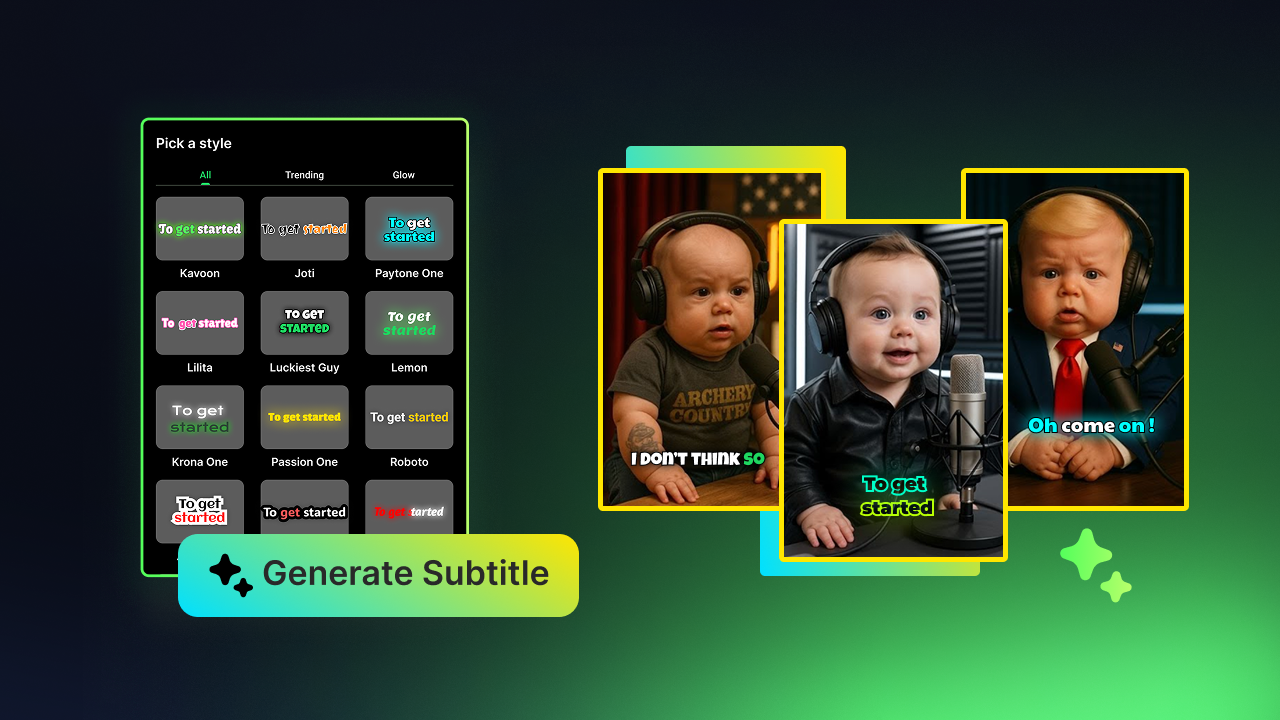 Pick a style
All
Trending
Glow
To get started
To get started
To get
started
Kavoon
Joti
Paytone One
To get started
To GET
STARTED
To get
started
Lilita
Luckiest Guy
Lemon
To get
started
To get started
To get started
Krona One
Passion One
Roboto
To get
started
To get started
To get started
Generate Subtitle
ARCHERY
COUNTRY
I DON'T THINK SO
To get
started
Oh come on !